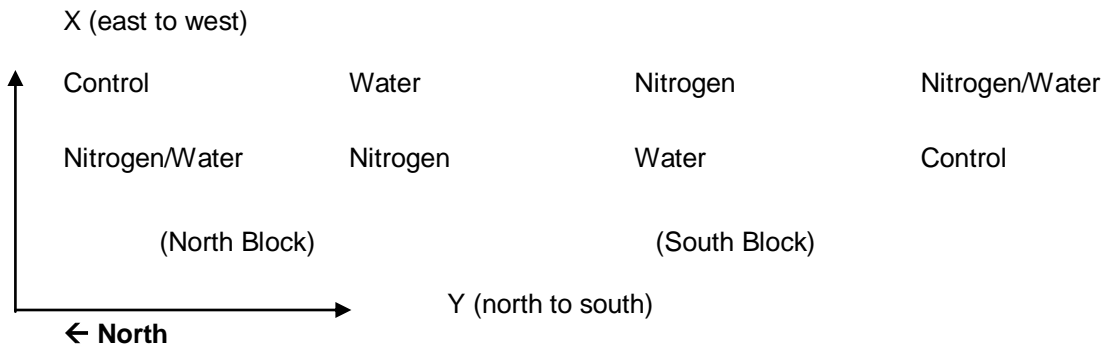 X (east to west)
Control Water Nitrogen Nitrogen/Water
Nitrogen/Water Nitrogen Water Control
(North Block) (South Block)
Y (north to south)
← North